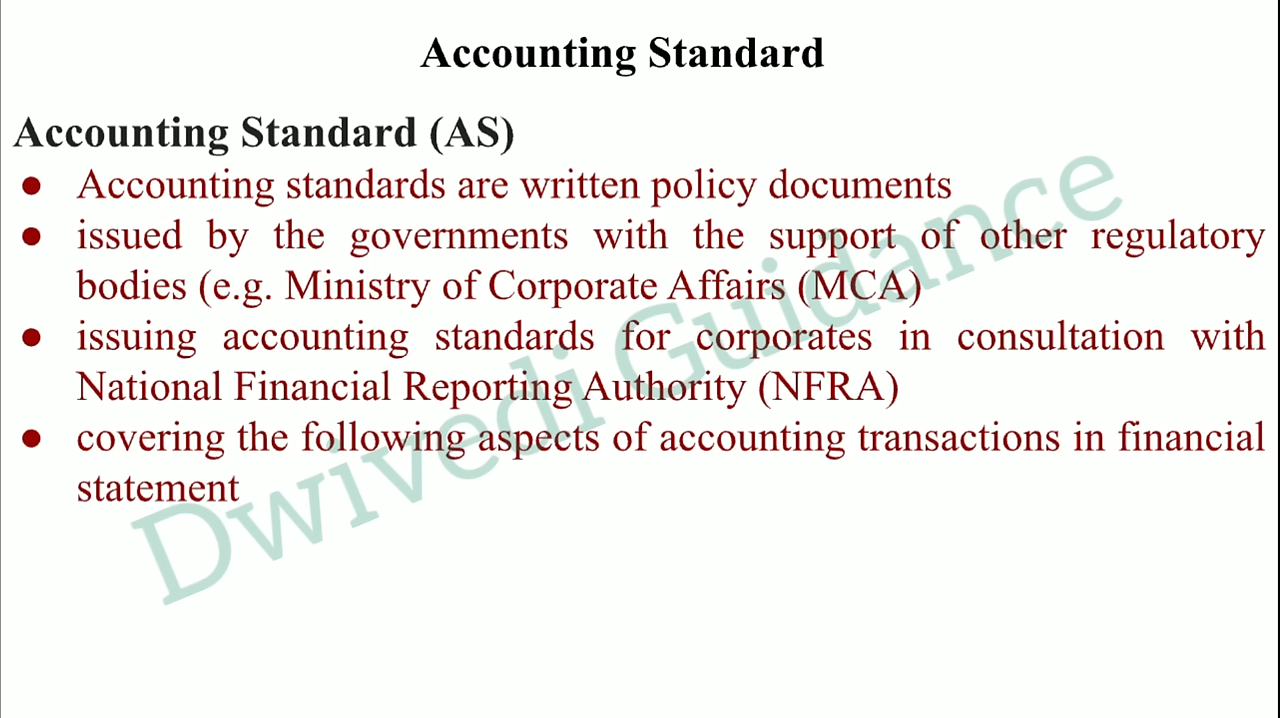 Accounting Standard
Accounting Standard (AS)
● Accounting standards are written policy documents
● issued by the governments with the support of other regulatory
bodies (e.g. Ministry of Corporate Affairs (MCA)
● issuing accounting standards for corporates in consultation with
National Financial Reporting Authority (NFRA)
● covering the following aspects of accounting transactions in financial
statement
Dwivedi Guidance